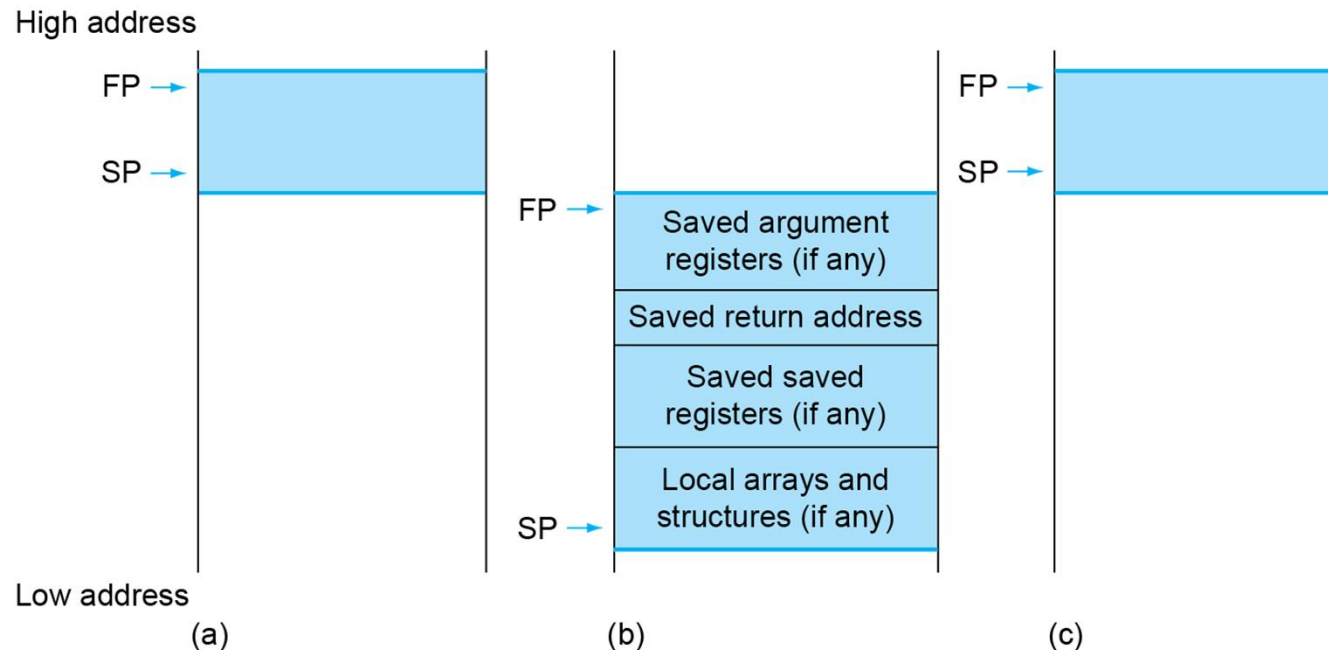 High address
FP
SP
FP
Saved argument
registers (if any)
Saved return address
Saved saved
registers (if any)
Local arrays and
structures (if any)
SP
FP
SP
Low address
(a)
(b)
(c)